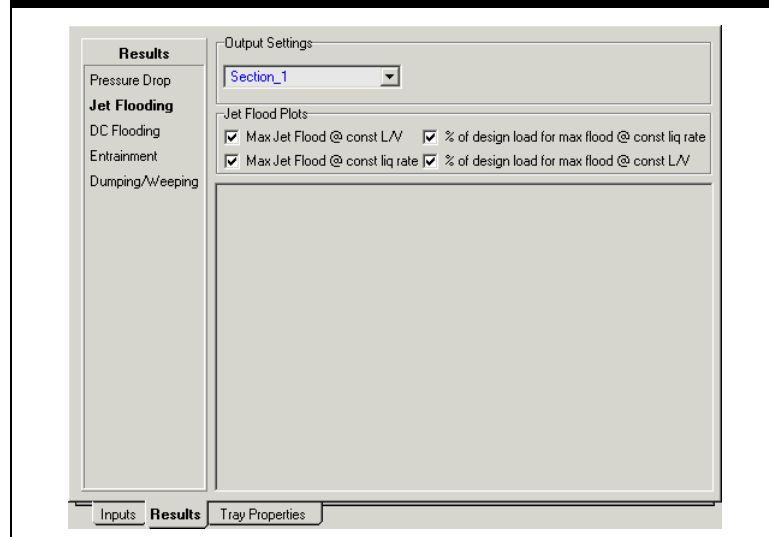 Results
Pressure Drop
Jet Flooding
DC Flooding
Entrainment
Dumping/Weeping
Output Settings
Section_1
Jet Flood Plots
Max Jet Flood @ const L/V
% of design load for max flood @ const liq rate
Max Jet Flood @ const liq rate
% of design load for max flood @ const L/V
Inputs
Results
Tray Properties